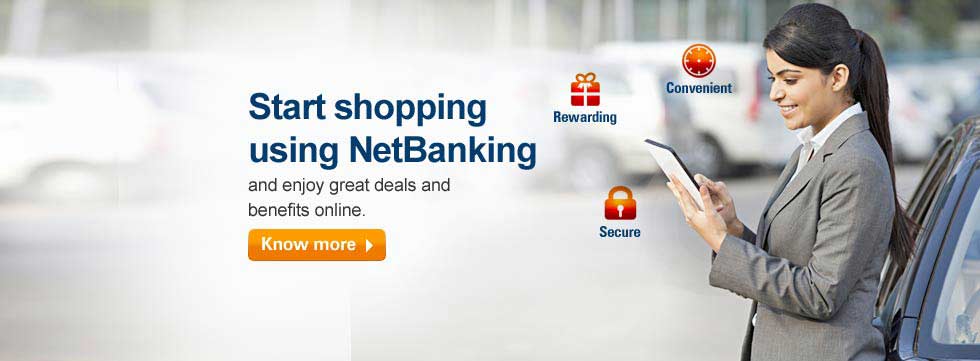 Start shopping
using NetBanking
and enjoy great deals and
benefits online.
Know more
Rewarding
Convenient
Secure